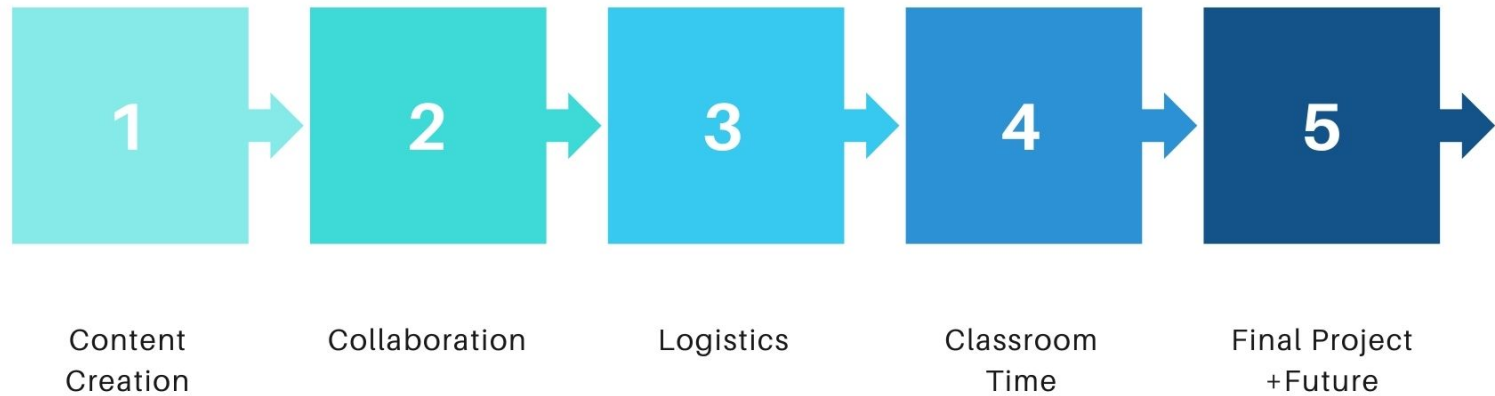 1
2
3
4
5
Content
Creation
Collaboration
Logistics
Classroom
Time
Final Project
+Future